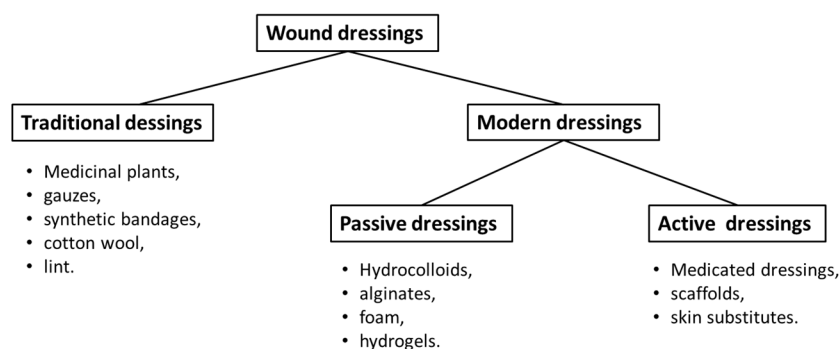 Wound dressings
Traditional dessings
• Medicinal plants,
• gauzes,
• synthetic bandages,
• cotton wool,
• lint.
Modern dressings
Passive dressings
• Hydrocolloids,
• alginates,
• foam,
• hydrogels.
Active dressings
• Medicated dressings,
• scaffolds,
• skin substitutes.